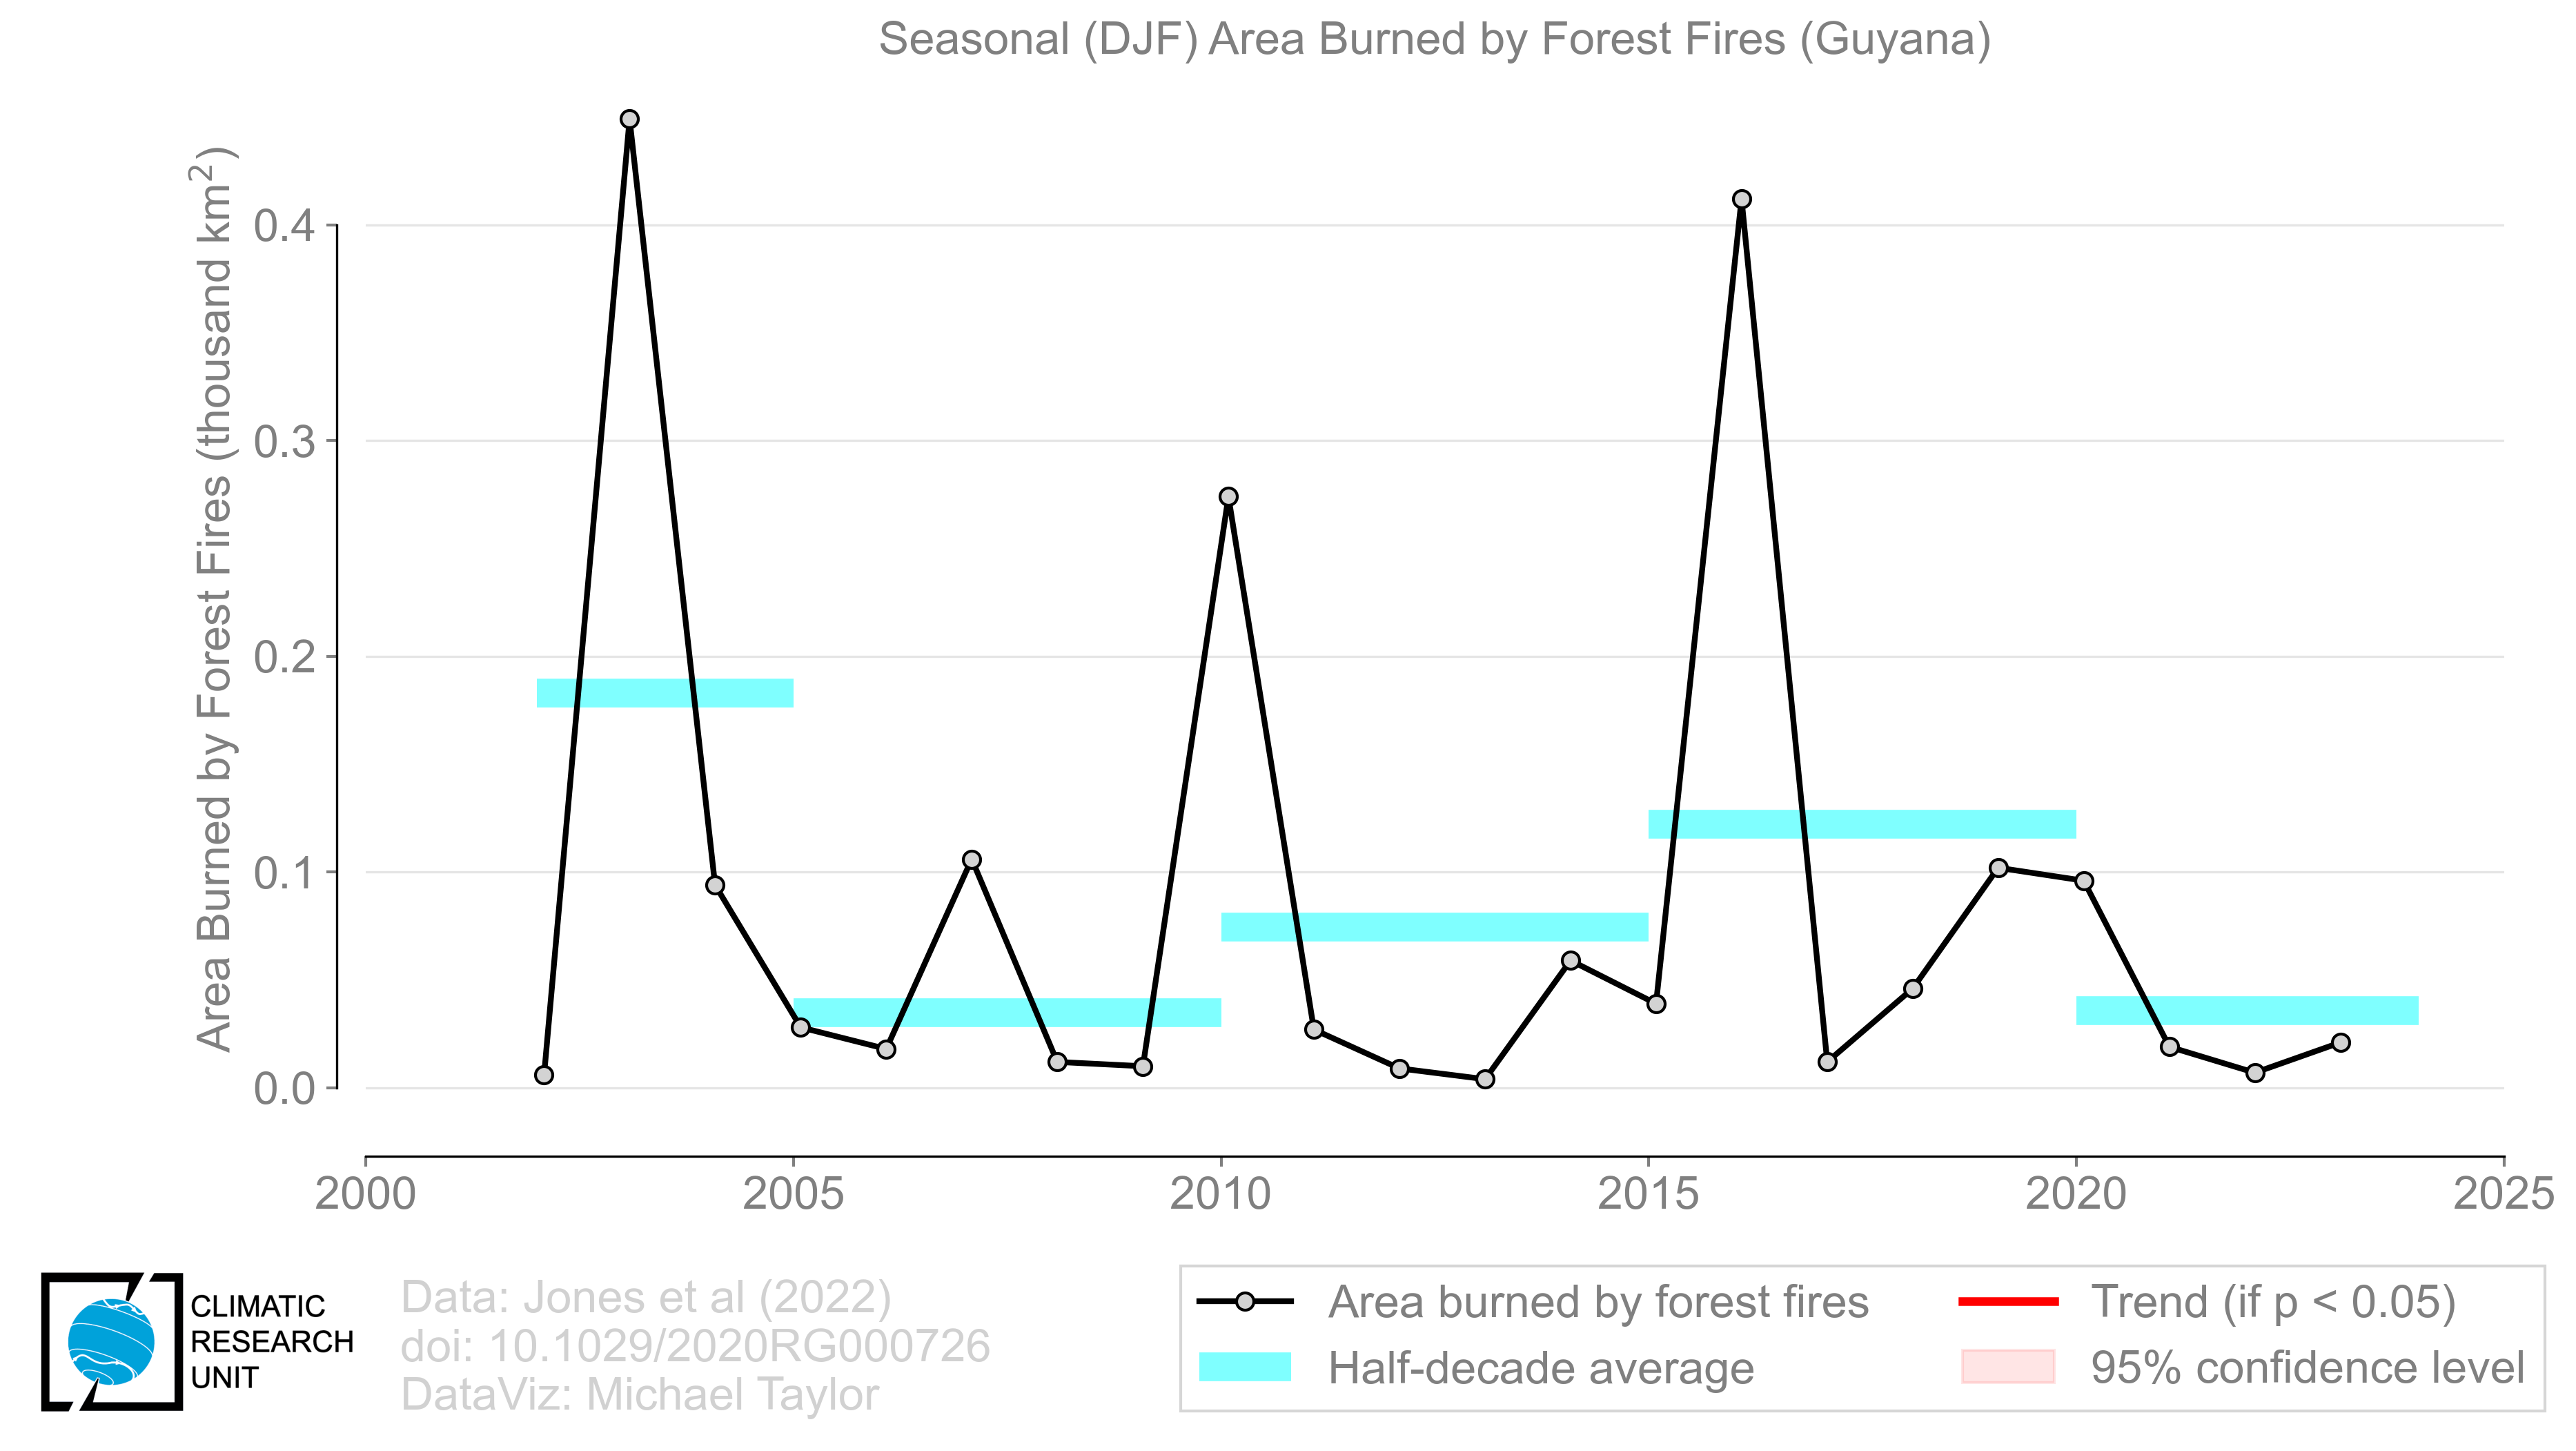 Seasonal (DJF) Area Burned by Forest Fires (Guyana)
Area Burned by Forest Fires (thousand km²)
0.4
0.3
0.2
0.1
0.0
2000 2005 2010 2015 2020 2025
CLIMATIC
RESEARCH
UNIT
Data: Jones et al (2022)
doi: 10.1029/2020RG000726
DataViz: Michael Taylor
Area burned by forest fires
Half-decade average
Trend (if p < 0.05)
95% confidence level